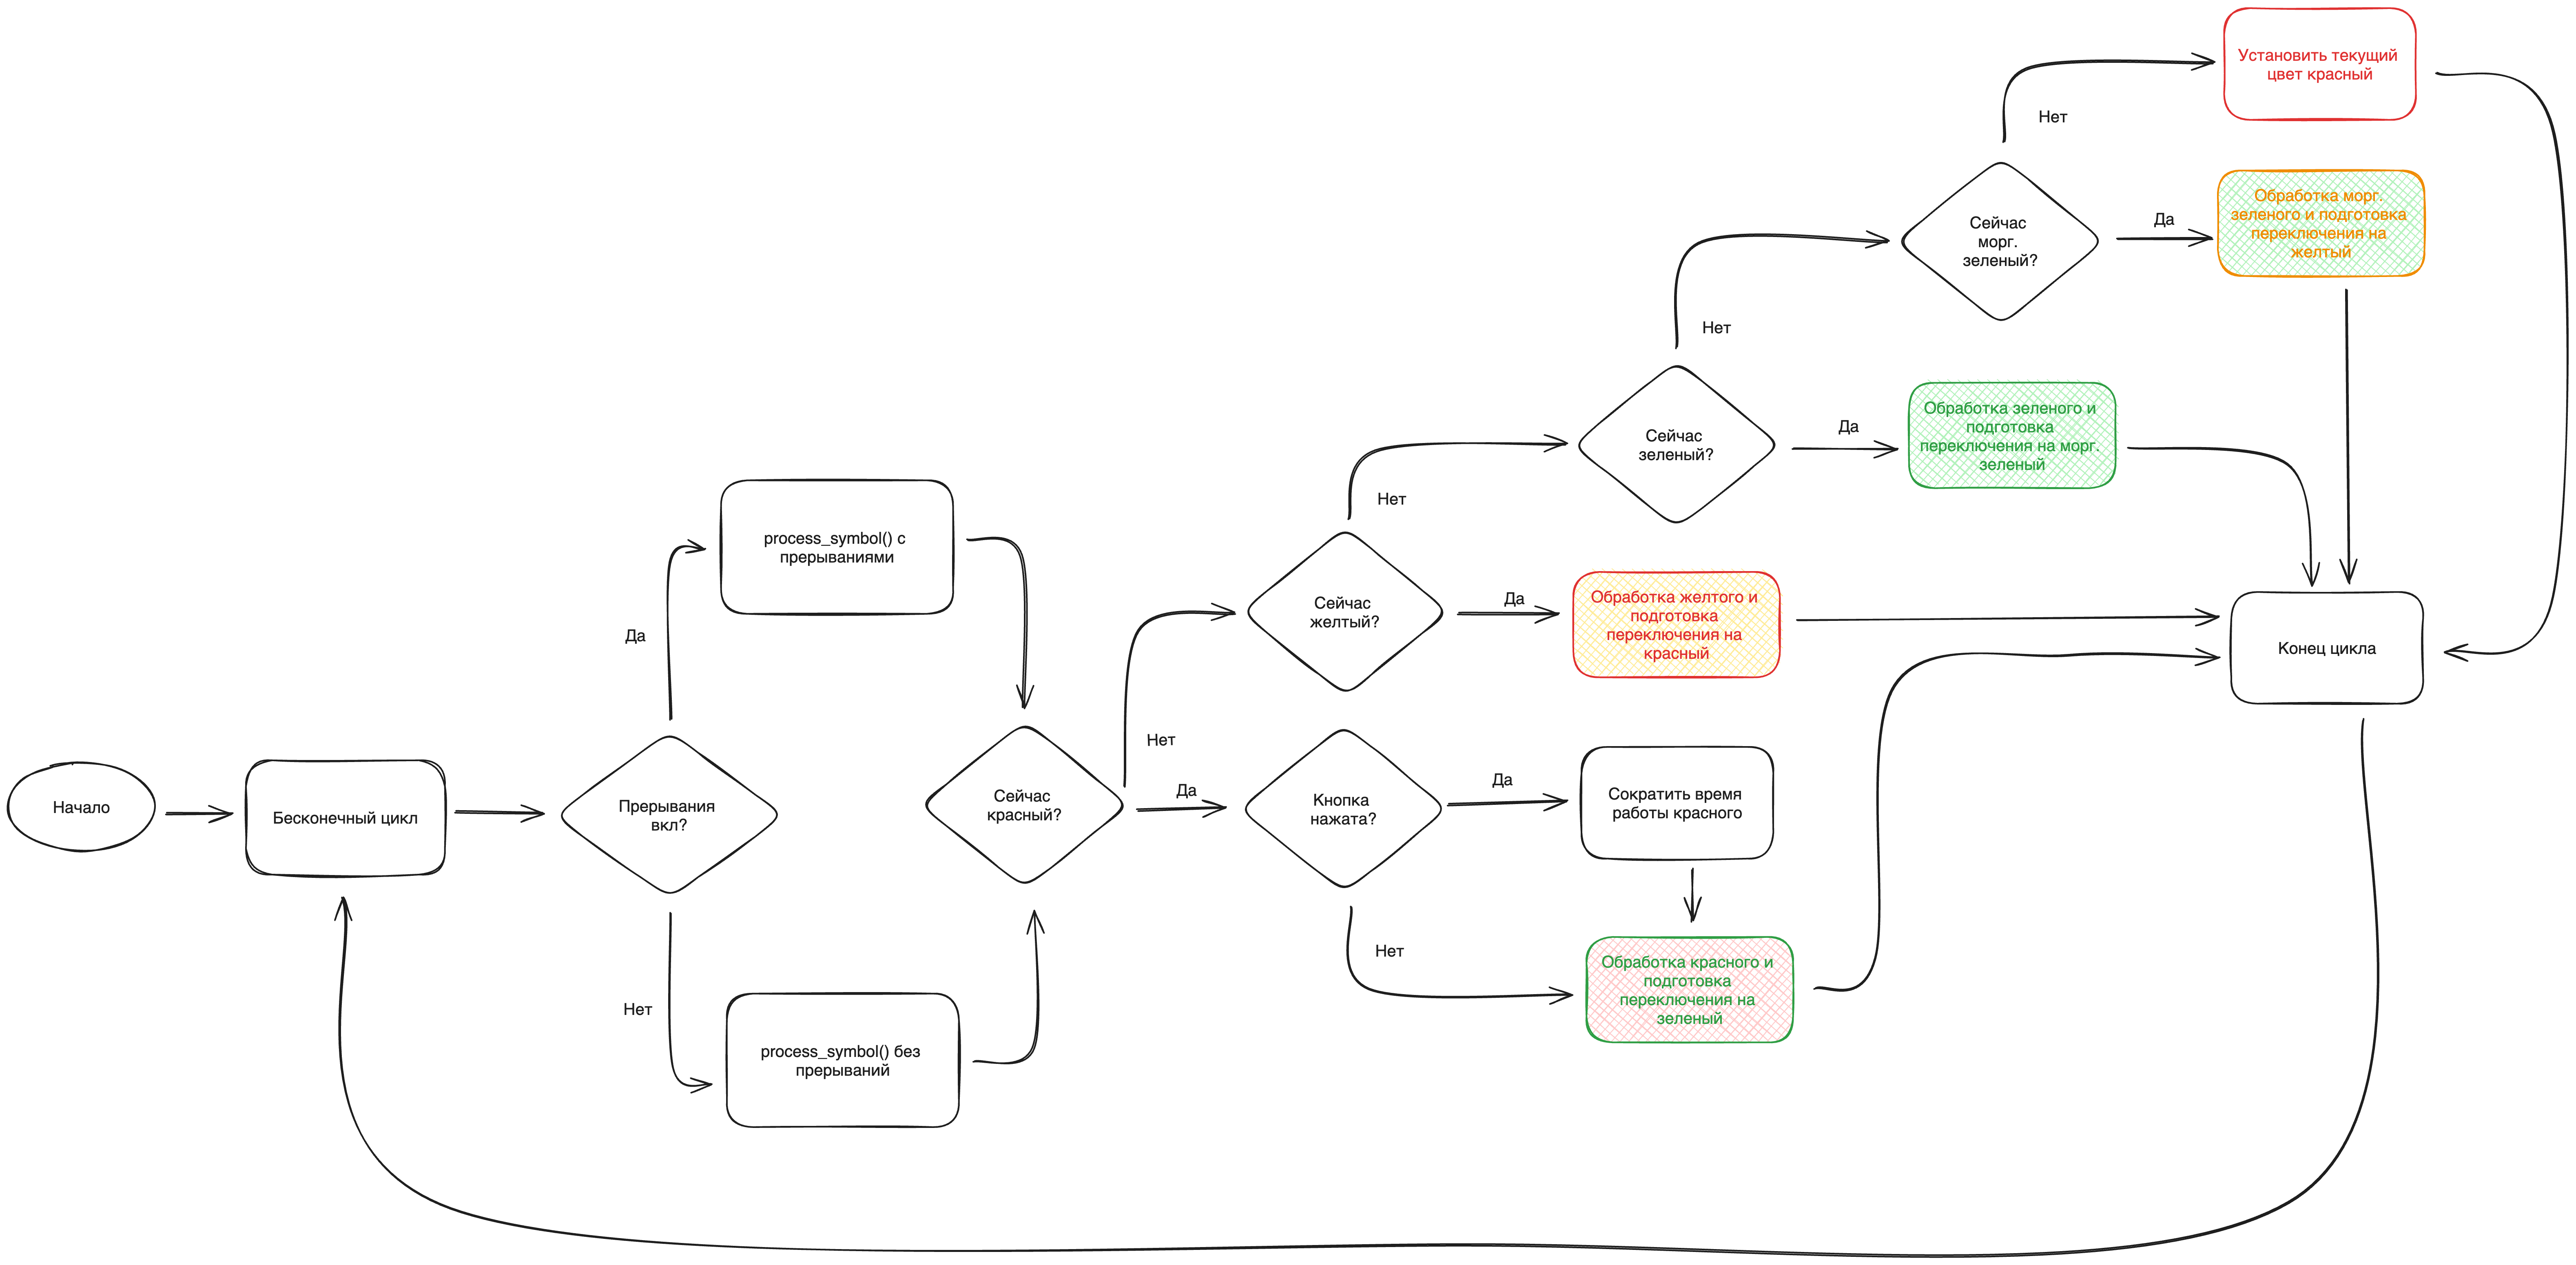 Начало
Бесконечный цикл
Прерывания
вкл?
Да
process_symbol() с
прерываниями
Нет
process_symbol() без
прерываний
Сейчас
красный?
Да
Кнопка
нажата?
Да
Сократить время
работы красного
Нет
Обработка красного и
подготовка
переключения на
зеленый
Нет
Сейчас
желтый?
Да
Обработка желтого и
подготовка
переключения на
красный
Нет
Сейчас
зеленый?
Да
Обработка зеленого и
подготовка
переключения на морг.
зеленый
Нет
Сейчас
морг.
зеленый?
Да
Обработка морг.
зеленого и подготовка
переключения на
желтый
Нет
Установить текущий
цвет красный
Конец цикла